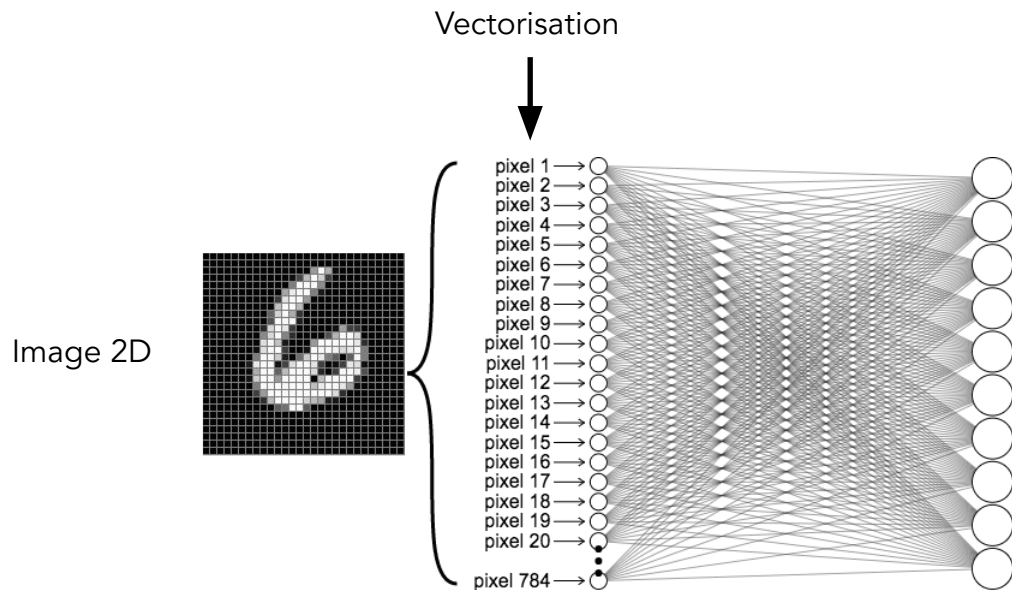 Vectorisation
Image 2D
pixel 1
pixel 2
pixel 3
pixel 4
pixel 5
pixel 6
pixel 7
pixel 8
pixel 9
pixel 10
pixel 11
pixel 12
pixel 13
pixel 14
pixel 15
pixel 16
pixel 17
pixel 18
pixel 19
pixel 20
pixel 784